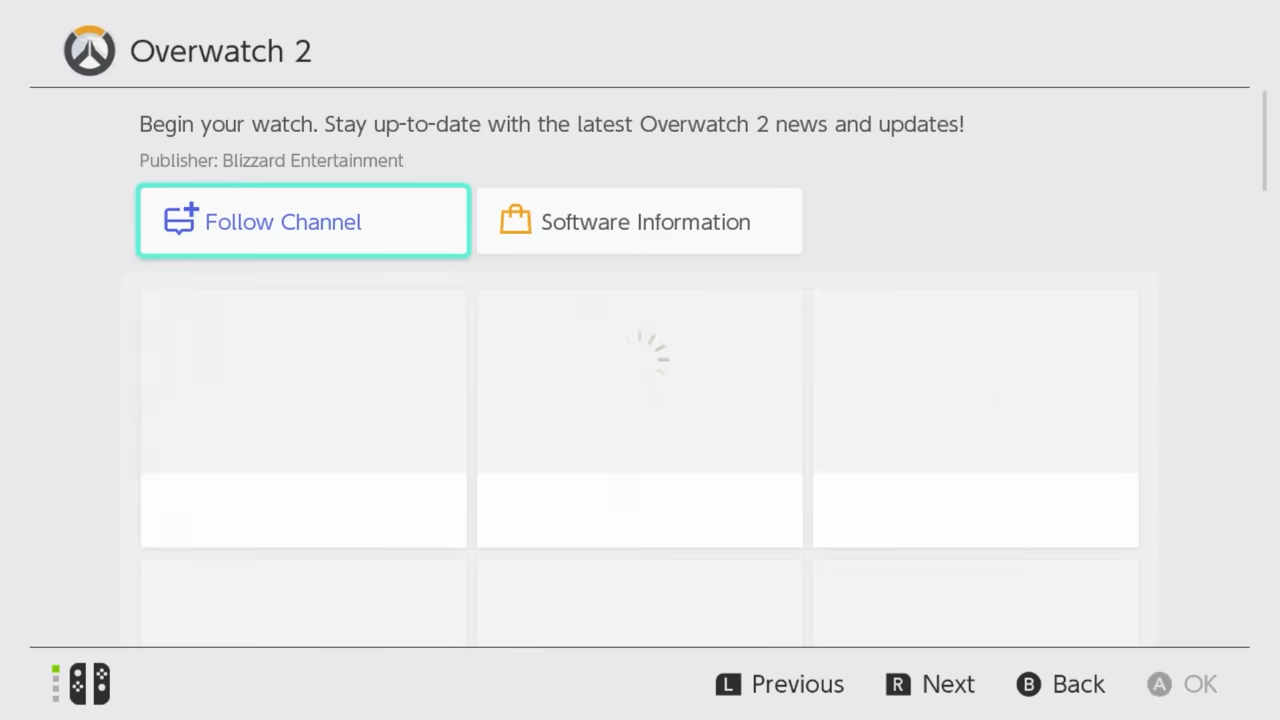 Overwatch 2
Begin your watch. Stay up-to-date with the latest Overwatch 2 news and updates!
Publisher: Blizzard Entertainment
Follow Channel
Software Information
L Previous
R Next
B Back
A OK